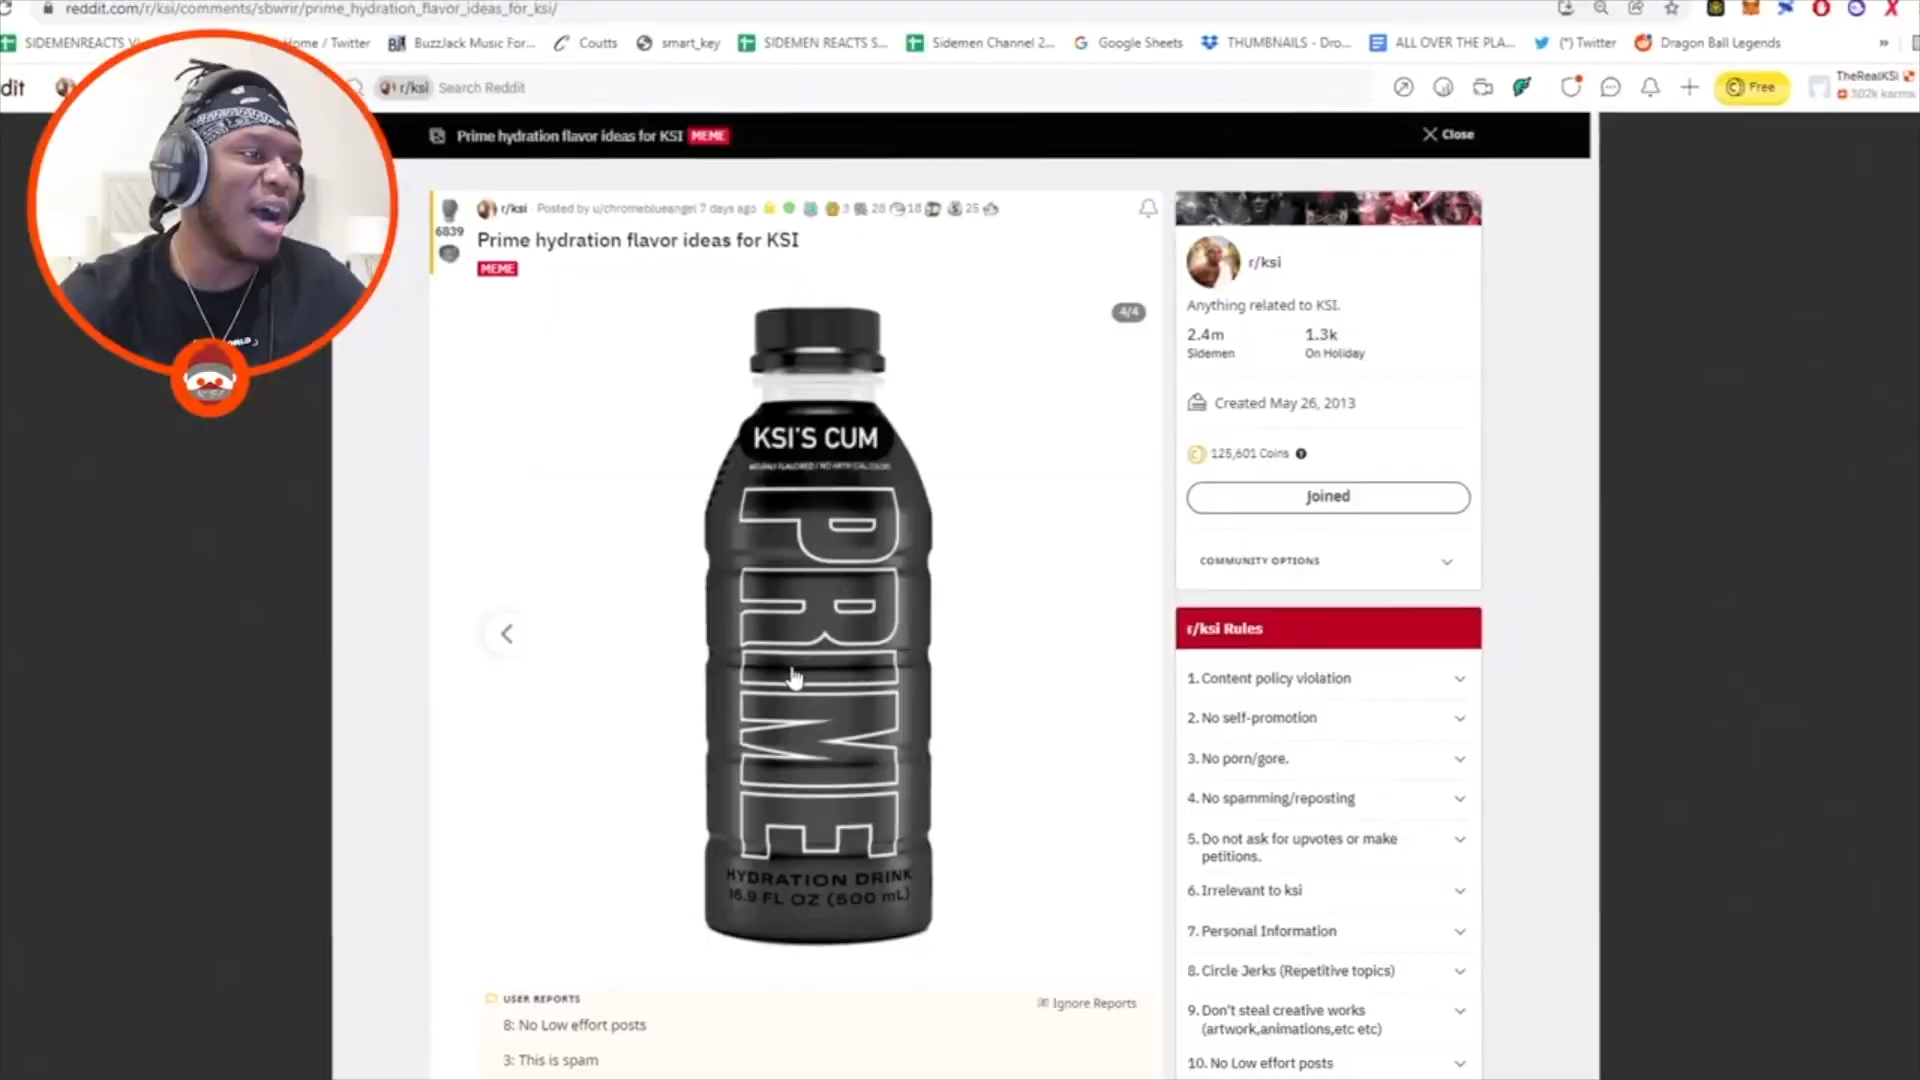 reddit.com/r/ksi/comments/sbwrir/prime_hydration_flavor_ideas_for_ksi/
SIDEMENREACTS
Home / Twitter
BuzzJack Music For...
Coutts
smart_key
SIDEMEN REACTS S...
Sidemen Channel 2...
Google Sheets
THUMBNAILS - Dro...
ALL OVER THE PLA...
(*) Twitter
Dragon Ball Legends
»
dit
r/ksi
Search Reddit
Free
TheRealKSI
302k karma
Prime hydration flavor ideas for KSI MEME
Close
r/ksi Posted by u/chromeblueangel 7 days ago 3 28 18 25
6839
Prime hydration flavor ideas for KSI
MEME
4/4
KSI'S CUM
PRIME
HYDRATION DRINK
16.9 FL OZ (500 mL)
USER REPORTS
Ignore Reports
8: No Low effort posts
3: This is spam
r/ksi
Anything related to KSI.
2.4m
1.3k
Sidemen
On Holiday
Created May 26, 2013
125,601 Coins
Joined
COMMUNITY OPTIONS
r/ksi Rules
1. Content policy violation
2. No self-promotion
3. No porn/gore.
4. No spamming/reposting
5. Do not ask for upvotes or make
petitions.
6. Irrelevant to ksi
7. Personal Information
8. Circle Jerks (Repetitive topics)
9. Don't steal creative works
(artwork,animations,etc etc)
10. No Low effort posts